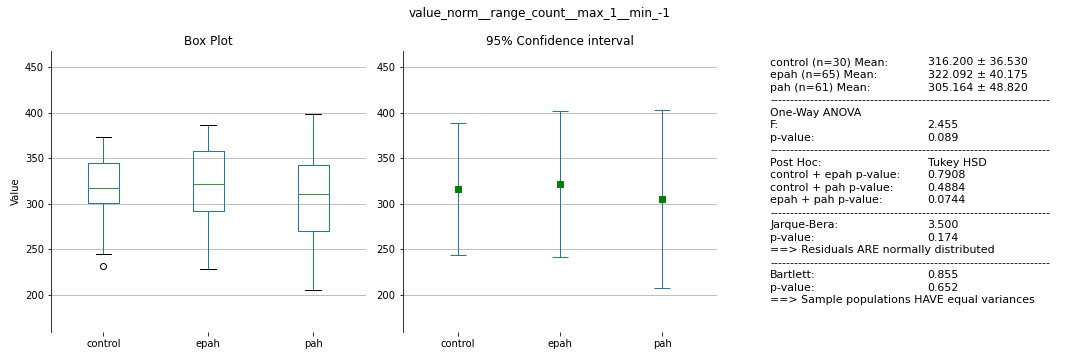 value_norm__range_count__max_1__min_-1
Box Plot
95% Confidence interval
450
400
350
300
250
200
Value
control
epah
pah
450
400
350
300
250
200
control
epah
pah
control (n=30) Mean: 316.200 ± 36.530
epah (n=65) Mean: 322.092 ± 40.175
pah (n=61) Mean: 305.164 ± 48.820
One-Way ANOVA
F: 2.455
p-value: 0.089
Post Hoc: Tukey HSD
control + epah p-value: 0.7908
control + pah p-value: 0.4884
epah + pah p-value: 0.0744
Jarque-Bera: 3.500
p-value: 0.174
==> Residuals ARE normally distributed
Bartlett: 0.855
p-value: 0.652
==> Sample populations HAVE equal variances